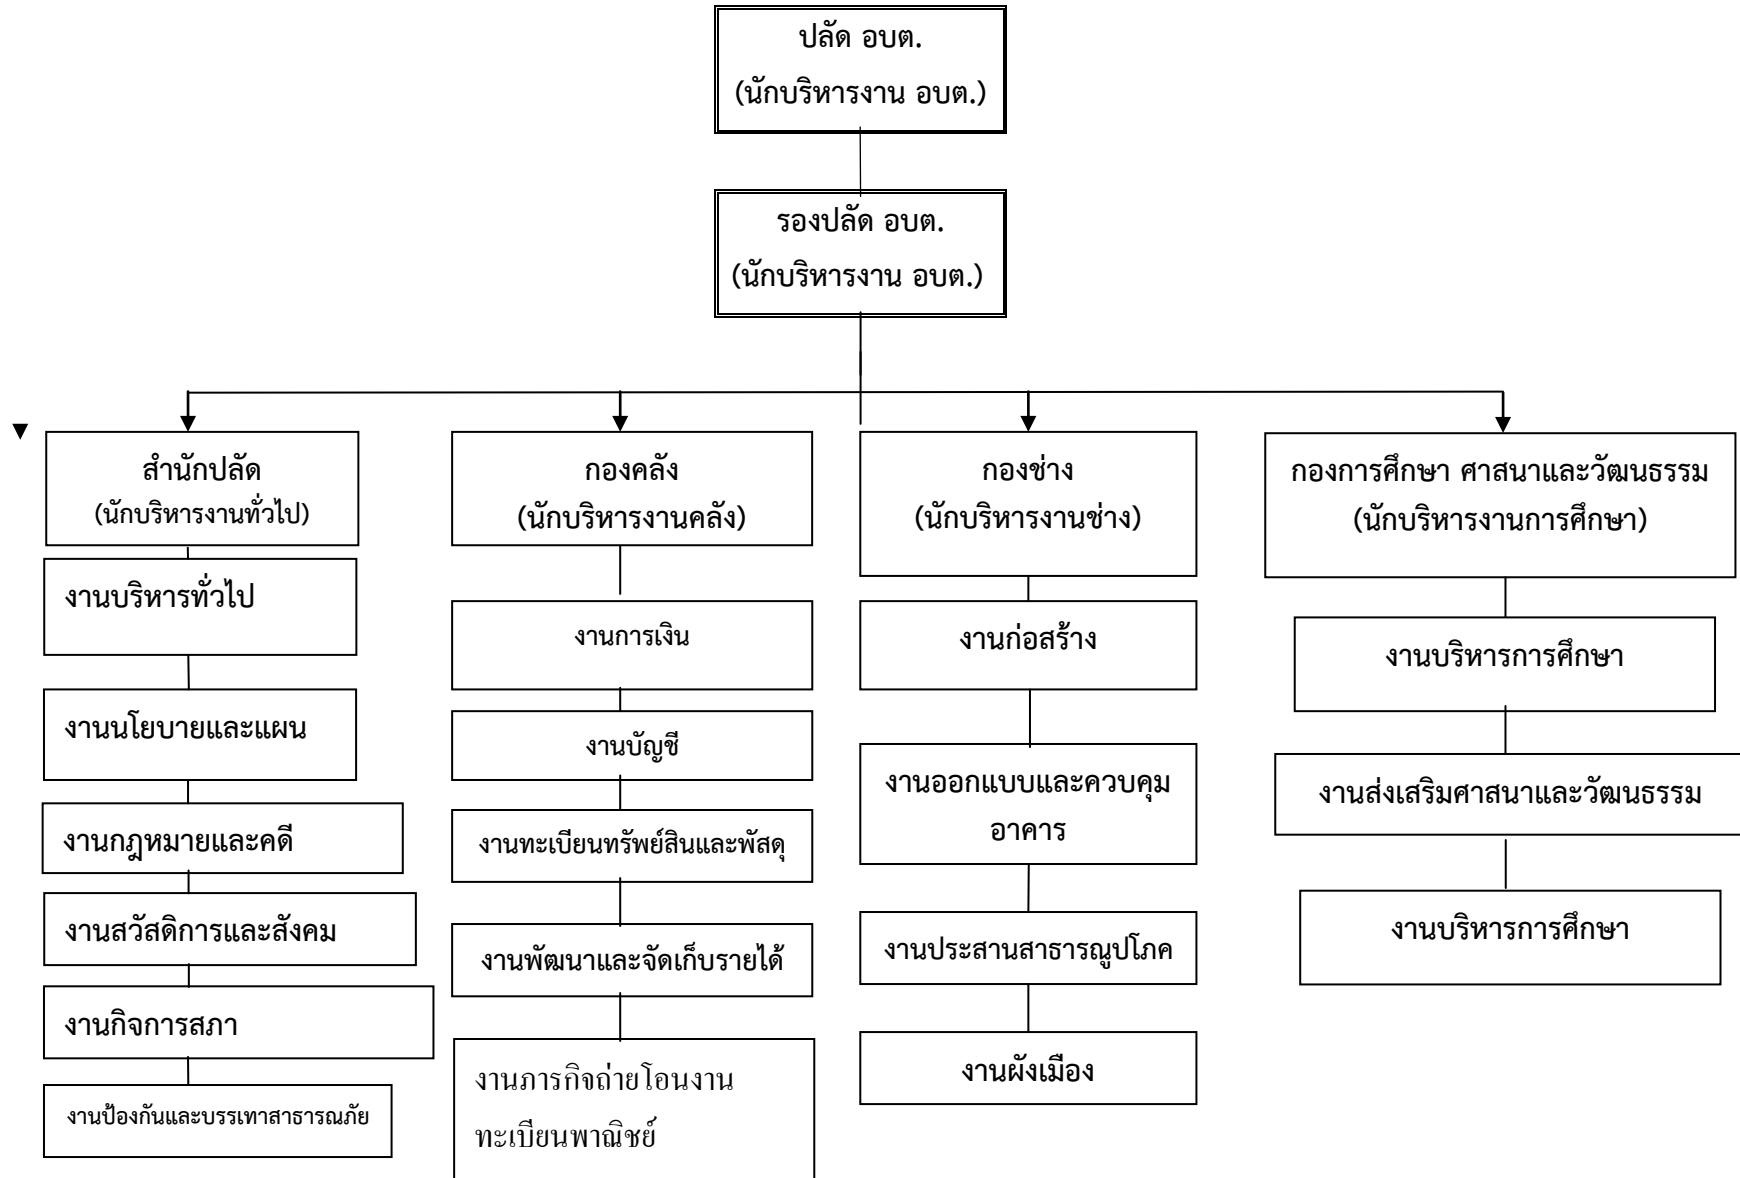 ปลัด อบต.
(นักบริหารงาน อบต.)
รองปลัด อบต.
(นักบริหารงาน อบต.)
สำนักปลัด
(นักบริหารงานทั่วไป)
งานบริหารทั่วไป
งานนโยบายและแผน
งานกฎหมายและคดี
งานสวัสดิการและสังคม
งานกิจการสภา
งานป้องกันและบรรเทาสาธารณภัย
กองคลัง
(นักบริหารงานคลัง)
งานการเงิน
งานบัญชี
งานทะเบียนทรัพย์สินและพัสดุ
งานพัฒนาและจัดเก็บรายได้
งานภารกิจถ่ายโอนงาน
ทะเบียนพาณิชย์
กองช่าง
(นักบริหารงานช่าง)
งานก่อสร้าง
งานออกแบบและควบคุม
อาคาร
งานประสานสาธารณูปโภค
งานผังเมือง
กองการศึกษา ศาสนาและวัฒนธรรม
(นักบริหารงานการศึกษา)
งานบริหารการศึกษา
งานส่งเสริมศาสนาและวัฒนธรรม
งานบริหารการศึกษา